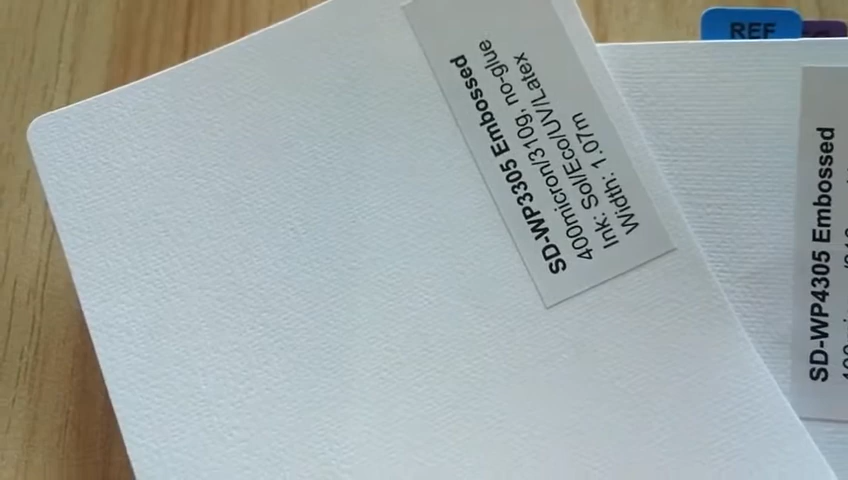 SD-WP3305 Embossed
400micron/310g, no-glue
Ink: Sol/Eco/UV/Latex
Width: 1.07m
REF
SD-WP4305 Embossed